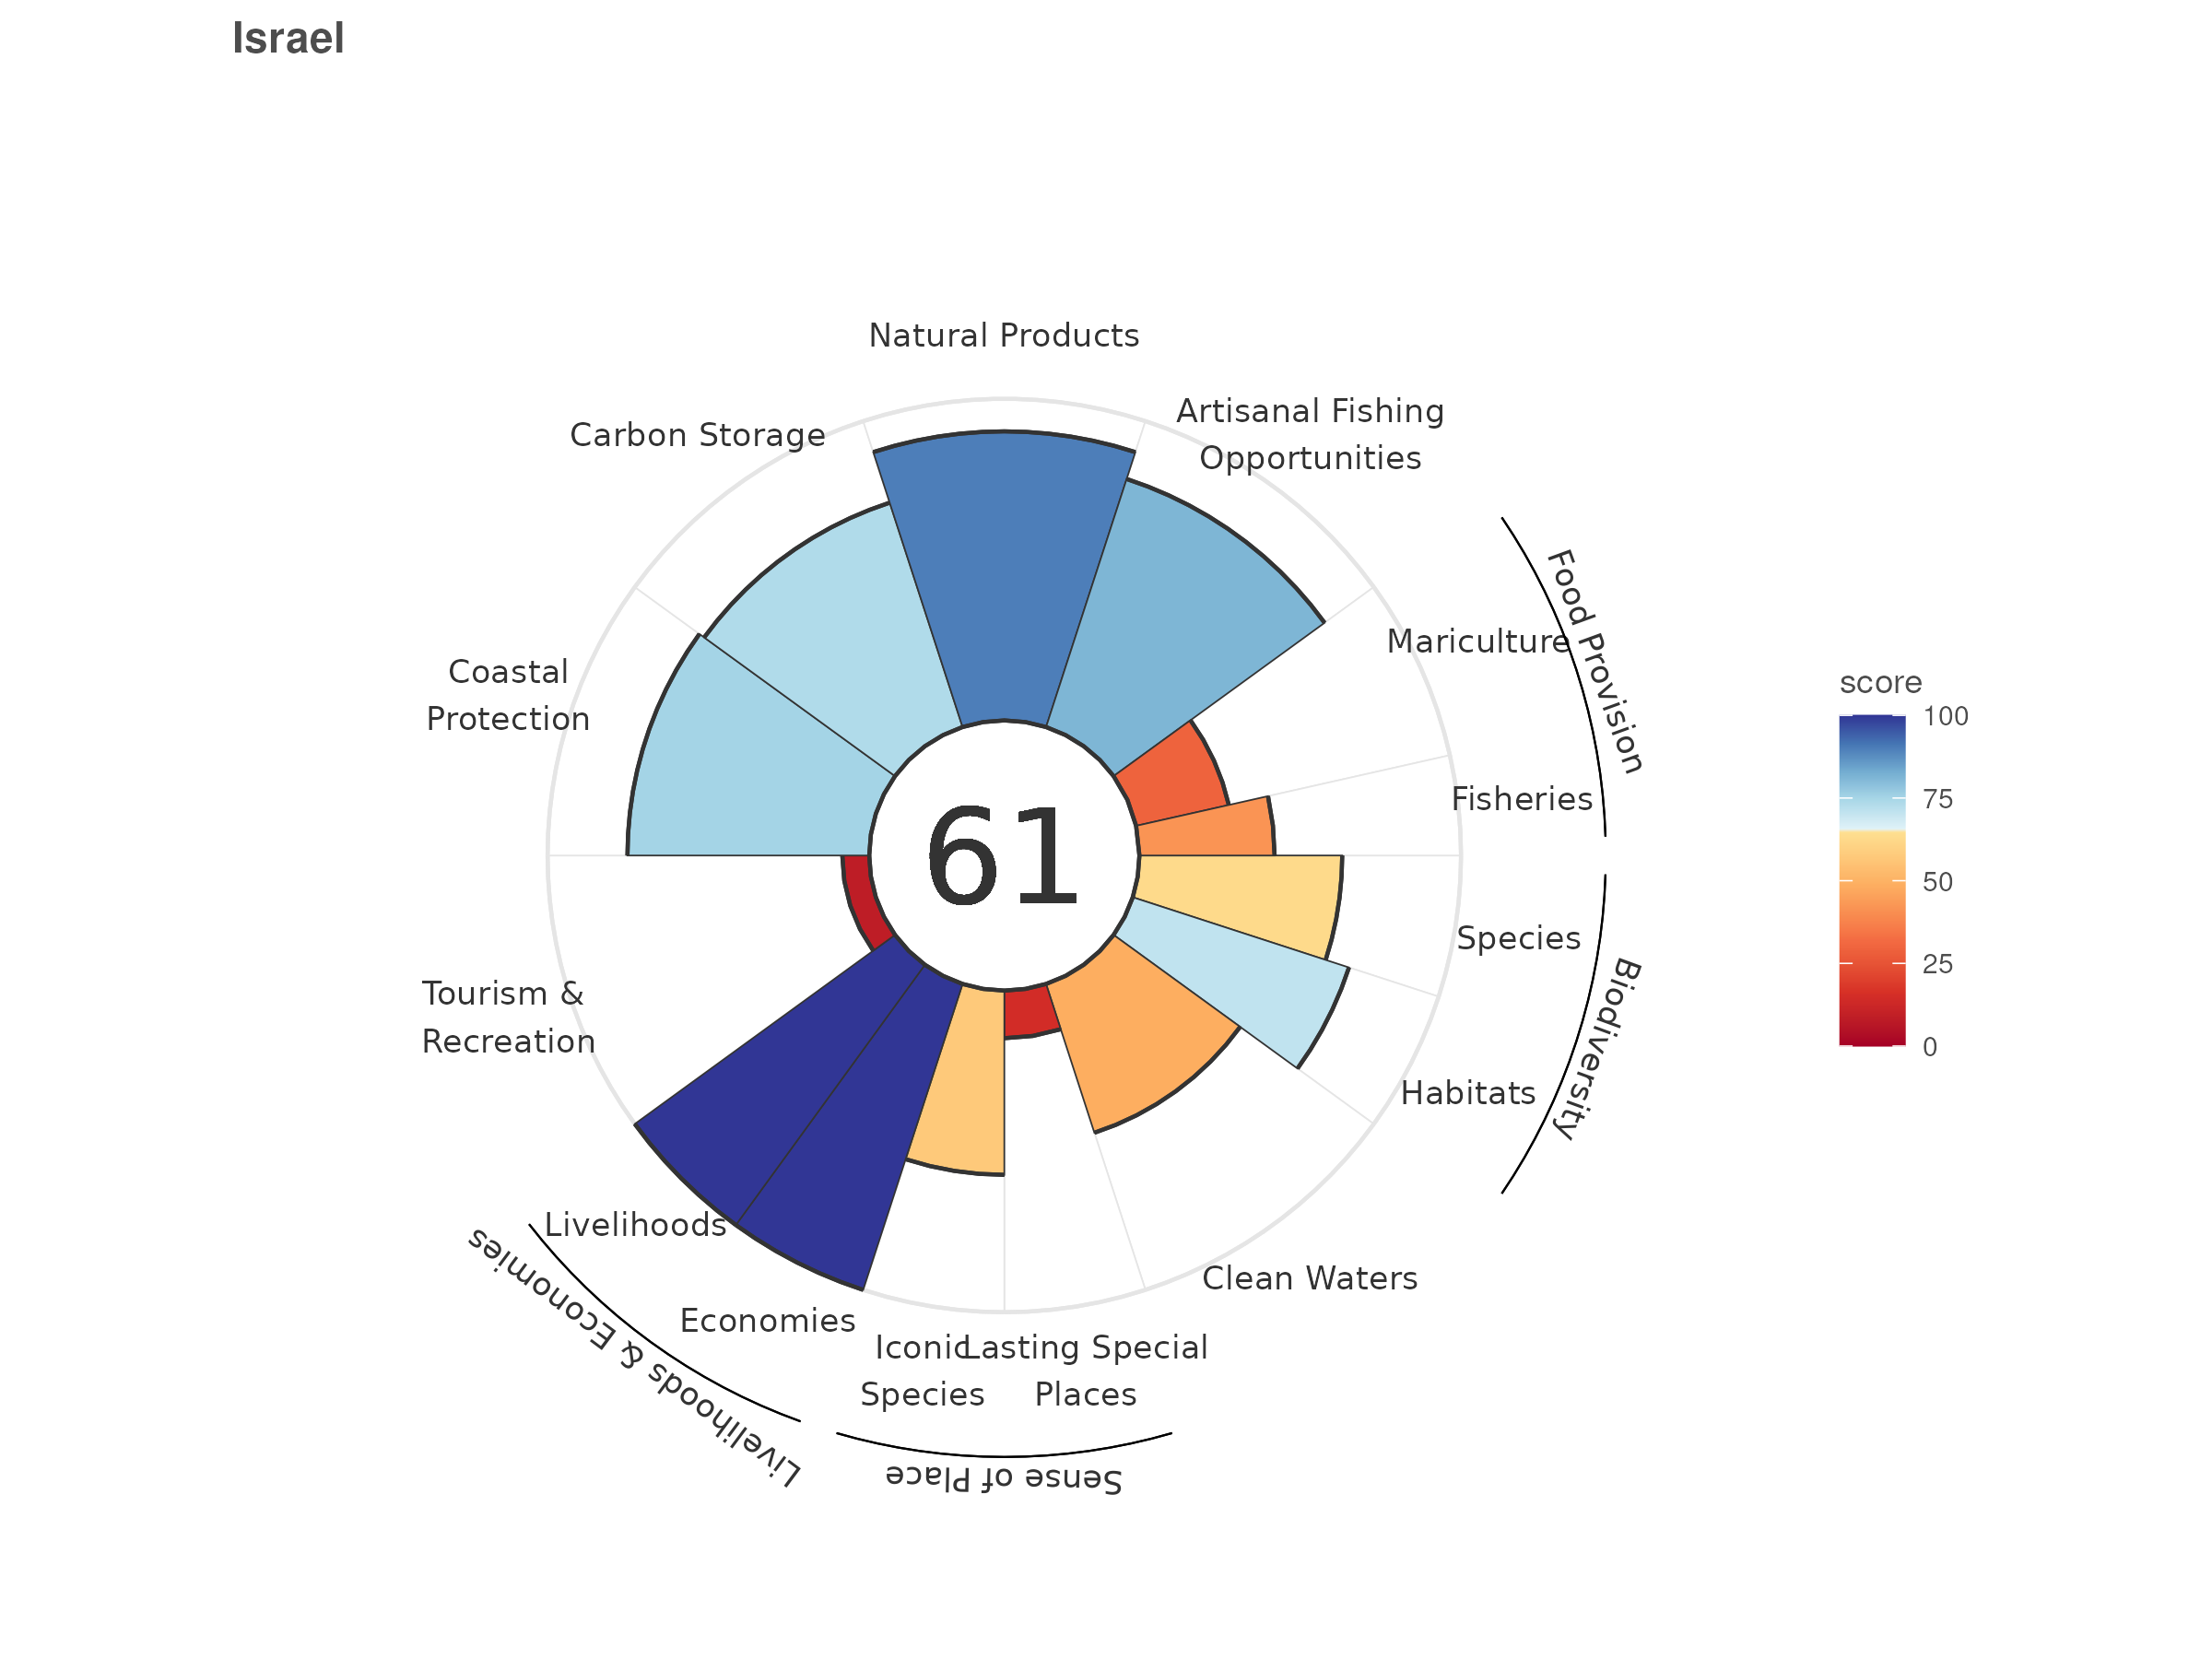 Israel
Natural Products
Artisanal Fishing
Opportunities
Carbon Storage
Food Provision
Mariculture
Coastal
Protection
score
100
75
50
25
0
Fisheries
61
Species
Biodiversity
Tourism &
Recreation
Habitats
Livelihoods
Clean Waters
Livelihoods & Economies
Economies
Iconic
Species
Lasting Special
Places
Sense of Place